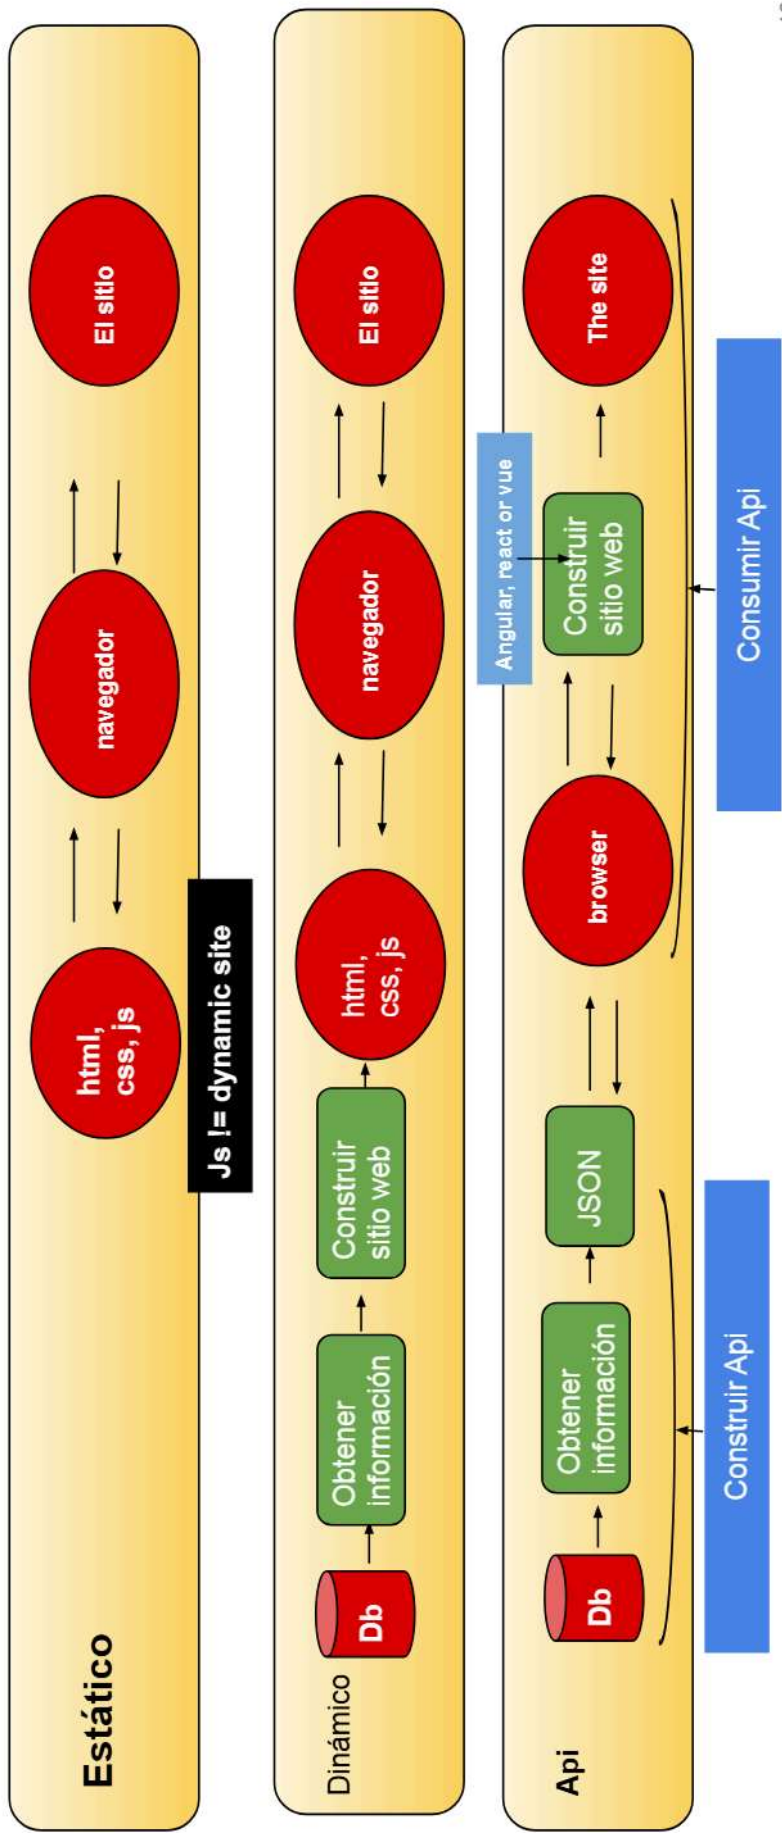 Estático
html,
css, js
navegador
El sitio
Js != dynamic site
Dinámico
Db
Obtener
información
Construir
sitio web
html,
css, js
navegador
El sitio
Api
Db
Obtener
información
JSON
browser
Angular, react or vue
Construir
sitio web
The site
Construir Api
Consumir Api